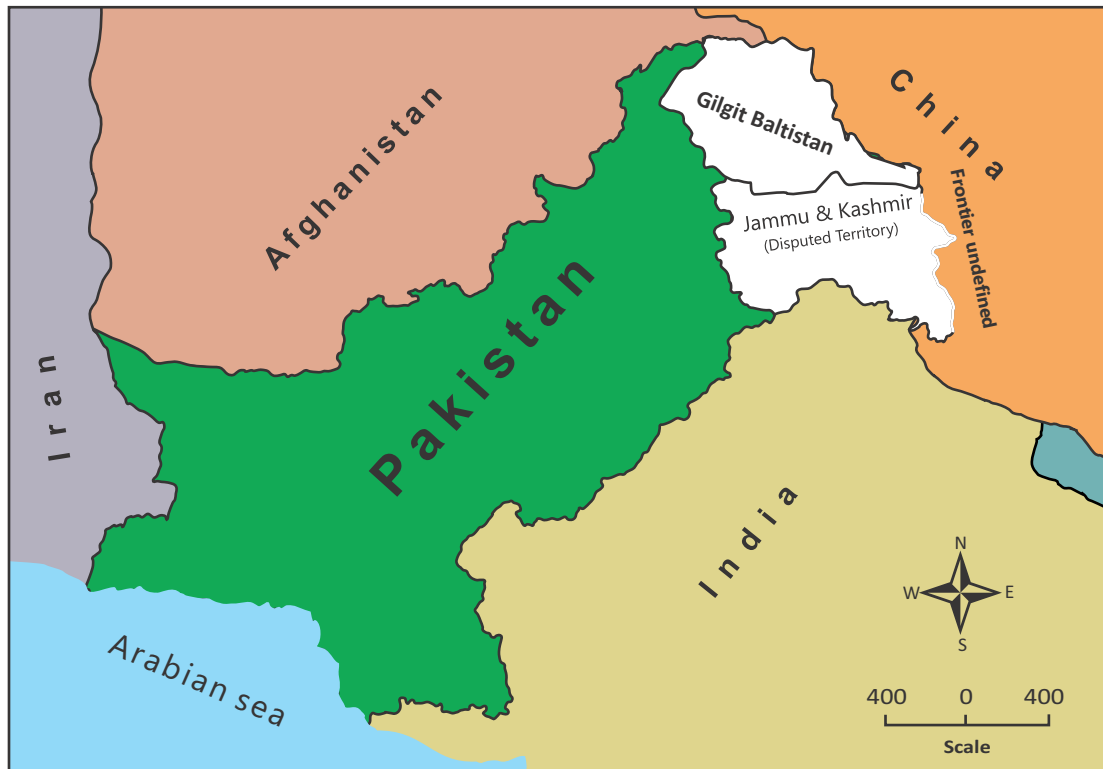 China
Gilgit Baltistan
Afghanistan
Frontier undefined
Jammu & Kashmir
(Disputed Territory)
Pakistan
Iran
India
N
W
E
S
Arabian sea
400 0 400
Scale